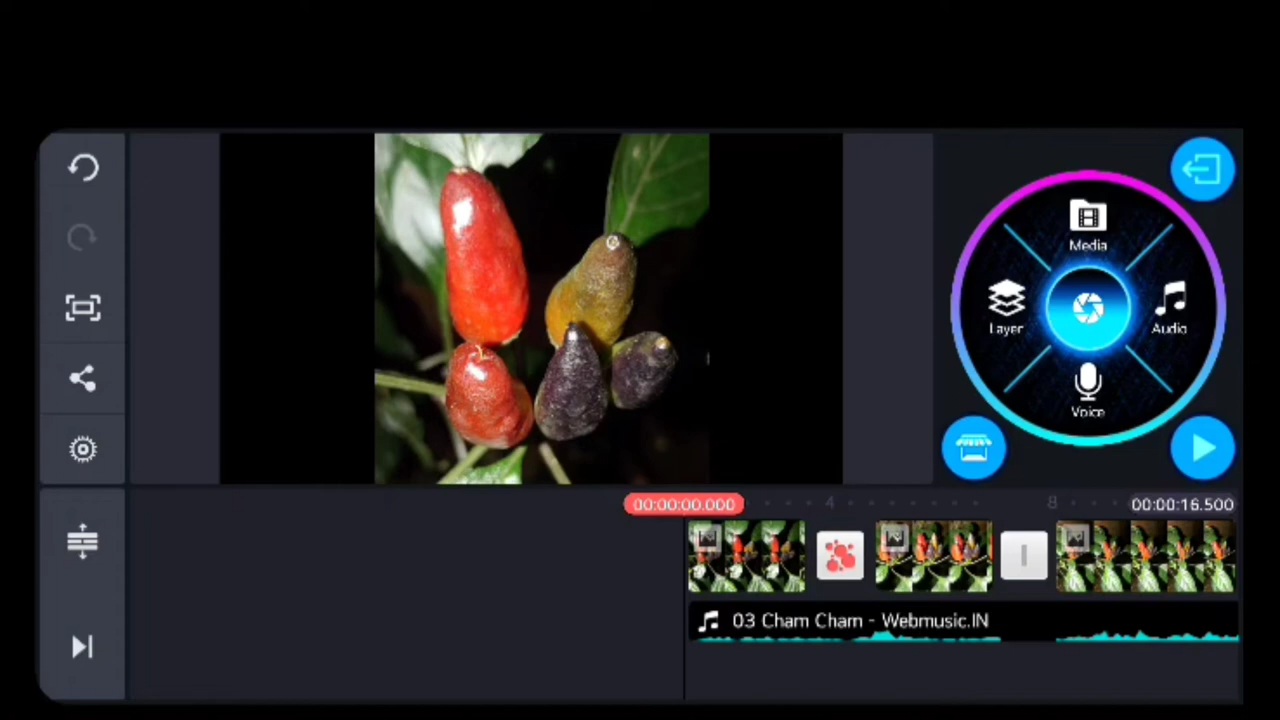 Media
Layer
Audio
Voice
00:00:00.000
4
8
00:00:16.500
03 Cham Cham - Webmusic.IN